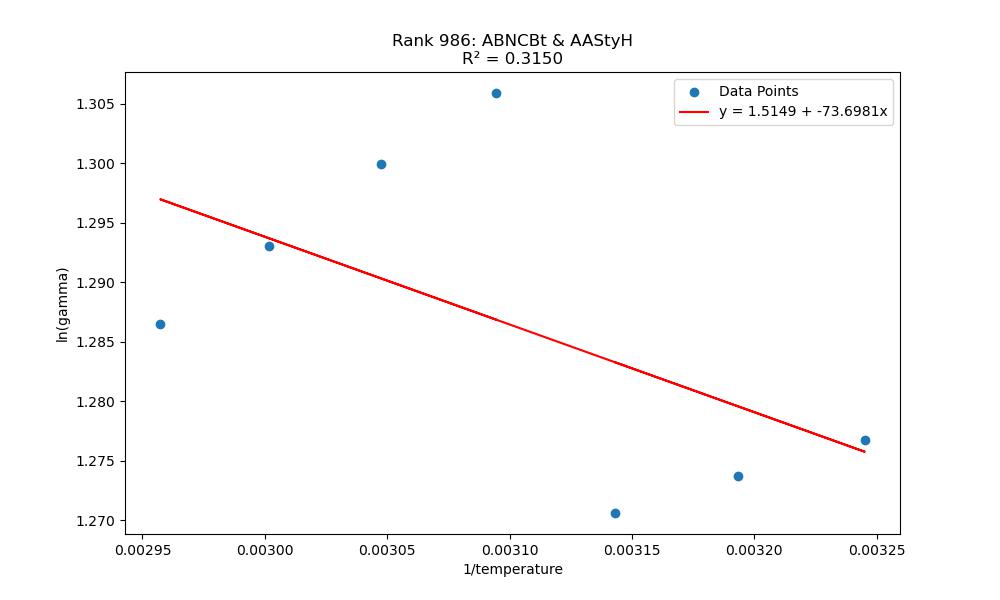 Rank 986: ABNCBt & AAStyH
R² = 0.3150
Data Points
y = 1.5149 + -73.6981x
1.305
1.300
1.295
1.290
1.285
1.280
1.275
1.270
ln(gamma)
0.00295 0.00300 0.00305 0.00310 0.00315 0.00320 0.00325
1/temperature